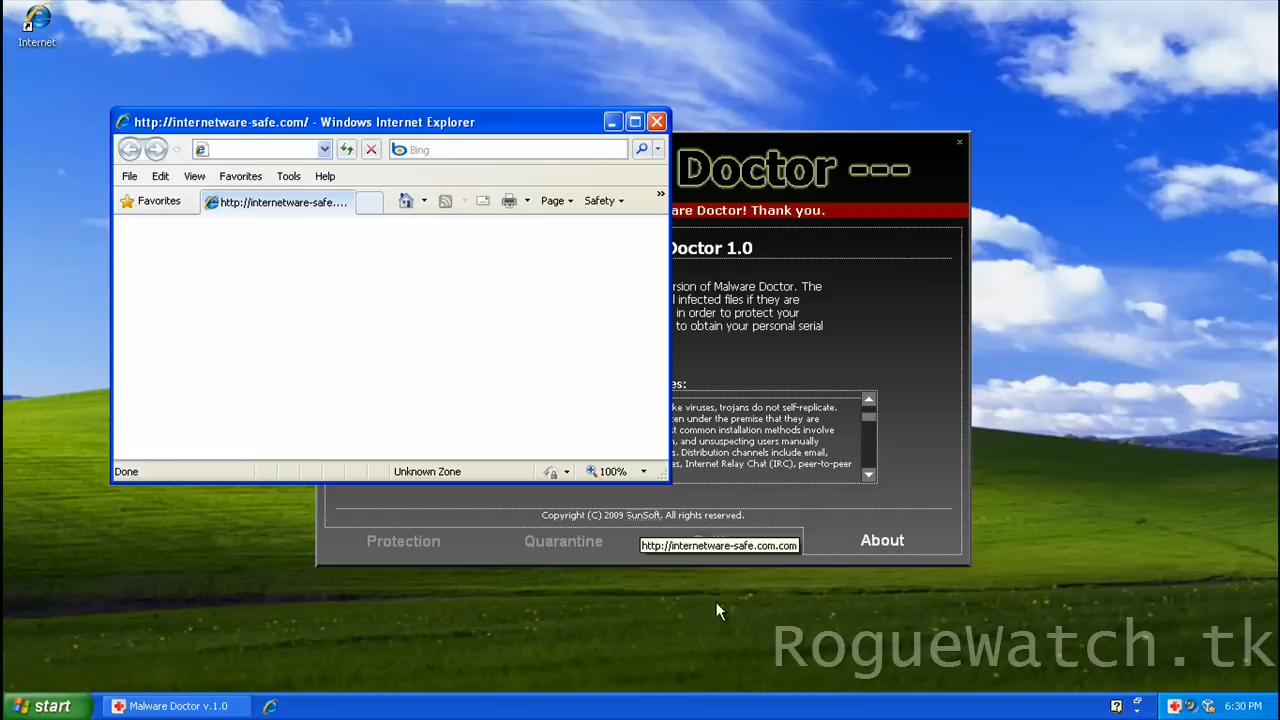 Internet
http://internetware-safe.com/ - Windows Internet Explorer
Bing
File Edit View Favorites Tools Help
Favorites http://internetware-safe.... Page Safety »
Done Unknown Zone 100%
Doctor ---
are Doctor! Thank you.
Doctor 1.0
rsion of Malware Doctor. The
l infected files if they are
in order to protect your
to obtain your personal serial
es:
ke viruses, trojans do not self-replicate.
ten under the premise that they are
st common installation methods involve
, and unsuspecting users manually
s. Distribution channels include email,
es, Internet Relay Chat (IRC), peer-to-peer
Copyright (C) 2009 SunSoft. All rights reserved.
Protection Quarantine About
http://internetware-safe.com.com
RogueWatch.tk
start Malware Doctor v.1.0 6:30 PM